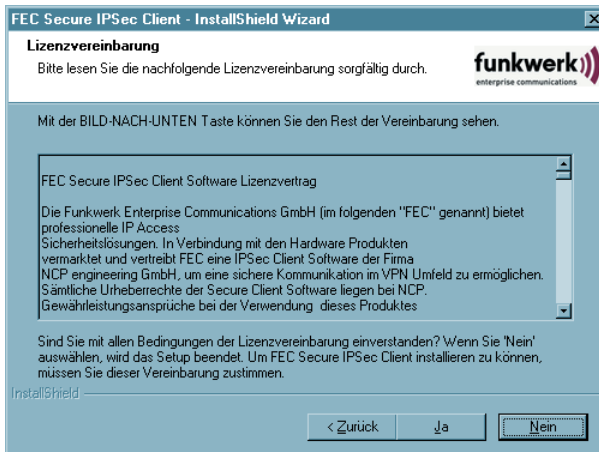 FEC Secure IPSec Client - InstallShield Wizard
Lizenzvereinbarung
Bitte lesen Sie die nachfolgende Lizenzvereinbarung sorgfältig durch.
funkwerk
enterprise communications
Mit der BILD-NACH-UNTEN Taste können Sie den Rest der Vereinbarung sehen.
FEC Secure IPSec Client Software Lizenzvertrag
Die Funkwerk Enterprise Communications GmbH (im folgenden "FEC" genannt) bietet
professionelle IP Access
Sicherheitslösungen. In Verbindung mit den Hardware Produkten
vermarktet und vertreibt FEC eine IPSec Client Software der Firma
NCP engineering GmbH, um eine sichere Kommunikation im VPN Umfeld zu ermöglichen.
Sämtliche Urheberrechte der Secure Client Software liegen bei NCP.
Gewährleistungsansprüche bei der Verwendung dieses Produktes
Sind Sie mit allen Bedingungen der Lizenzvereinbarung einverstanden? Wenn Sie 'Nein'
auswählen, wird das Setup beendet. Um FEC Secure IPSec Client installieren zu können,
müssen Sie dieser Vereinbarung zustimmen.
InstallShield
< Zurück
Ja
Nein